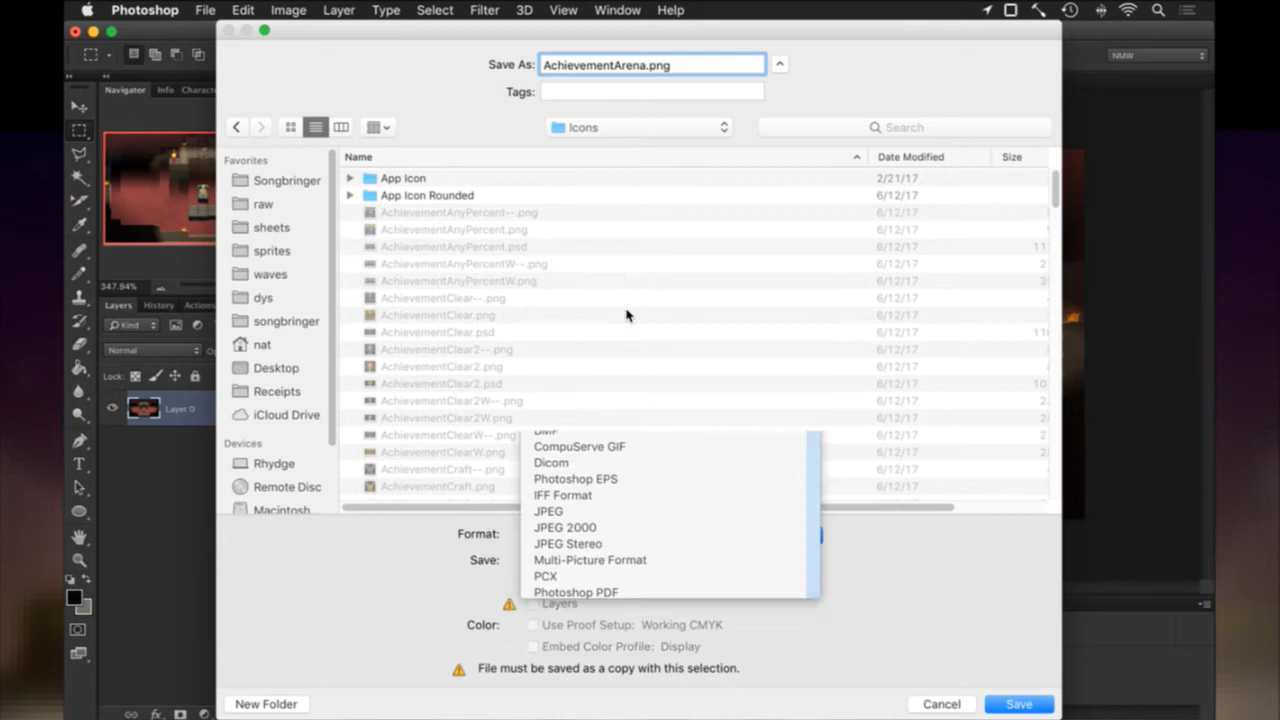 Photoshop File Edit Image Layer Type Select Filter 3D View Window Help
NMW
Save As: AchievementArena.png
Tags:
Icons
Search
Navigator Info
347.94%
Layers History Actions
Kind
Normal
Lock:
Layer 0
Favorites
Songbringer
raw
sheets
sprites
waves
dys
songbringer
nat
Desktop
Receipts
iCloud Drive
Devices
Rhydge
Remote Disc
Macintosh...
Name Date Modified Size
App Icon 2/21/17
App Icon Rounded 6/12/17
AchievementAnyPercent--.png 6/12/17
AchievementAnyPercent.png 6/12/17
AchievementAnyPercent.psd 6/12/17
AchievementAnyPercentW--.png 6/12/17
AchievementAnyPercentW.png 6/12/17
AchievementClear--.png 6/12/17
AchievementClear.png 6/12/17
AchievementClear.psd 6/12/17
AchievementClear2--.png 6/12/17
AchievementClear2.png 6/12/17
AchievementClear2.psd 6/12/17
AchievementClear2W--.png 6/12/17
AchievementClear2W.png 6/12/17
AchievementClearW--.png 6/12/17
AchievementClearW.png 6/12/17
AchievementCraft--.png 6/12/17
AchievementCraft.png 6/12/17
CompuServe GIF
Dicom
Photoshop EPS
IFF Format
JPEG
JPEG 2000
JPEG Stereo
Multi-Picture Format
PCX
Photoshop PDF
Format:
Save:
Layers
Color: Use Proof Setup: Working CMYK
Embed Color Profile: Display
File must be saved as a copy with this selection.
New Folder Cancel Save